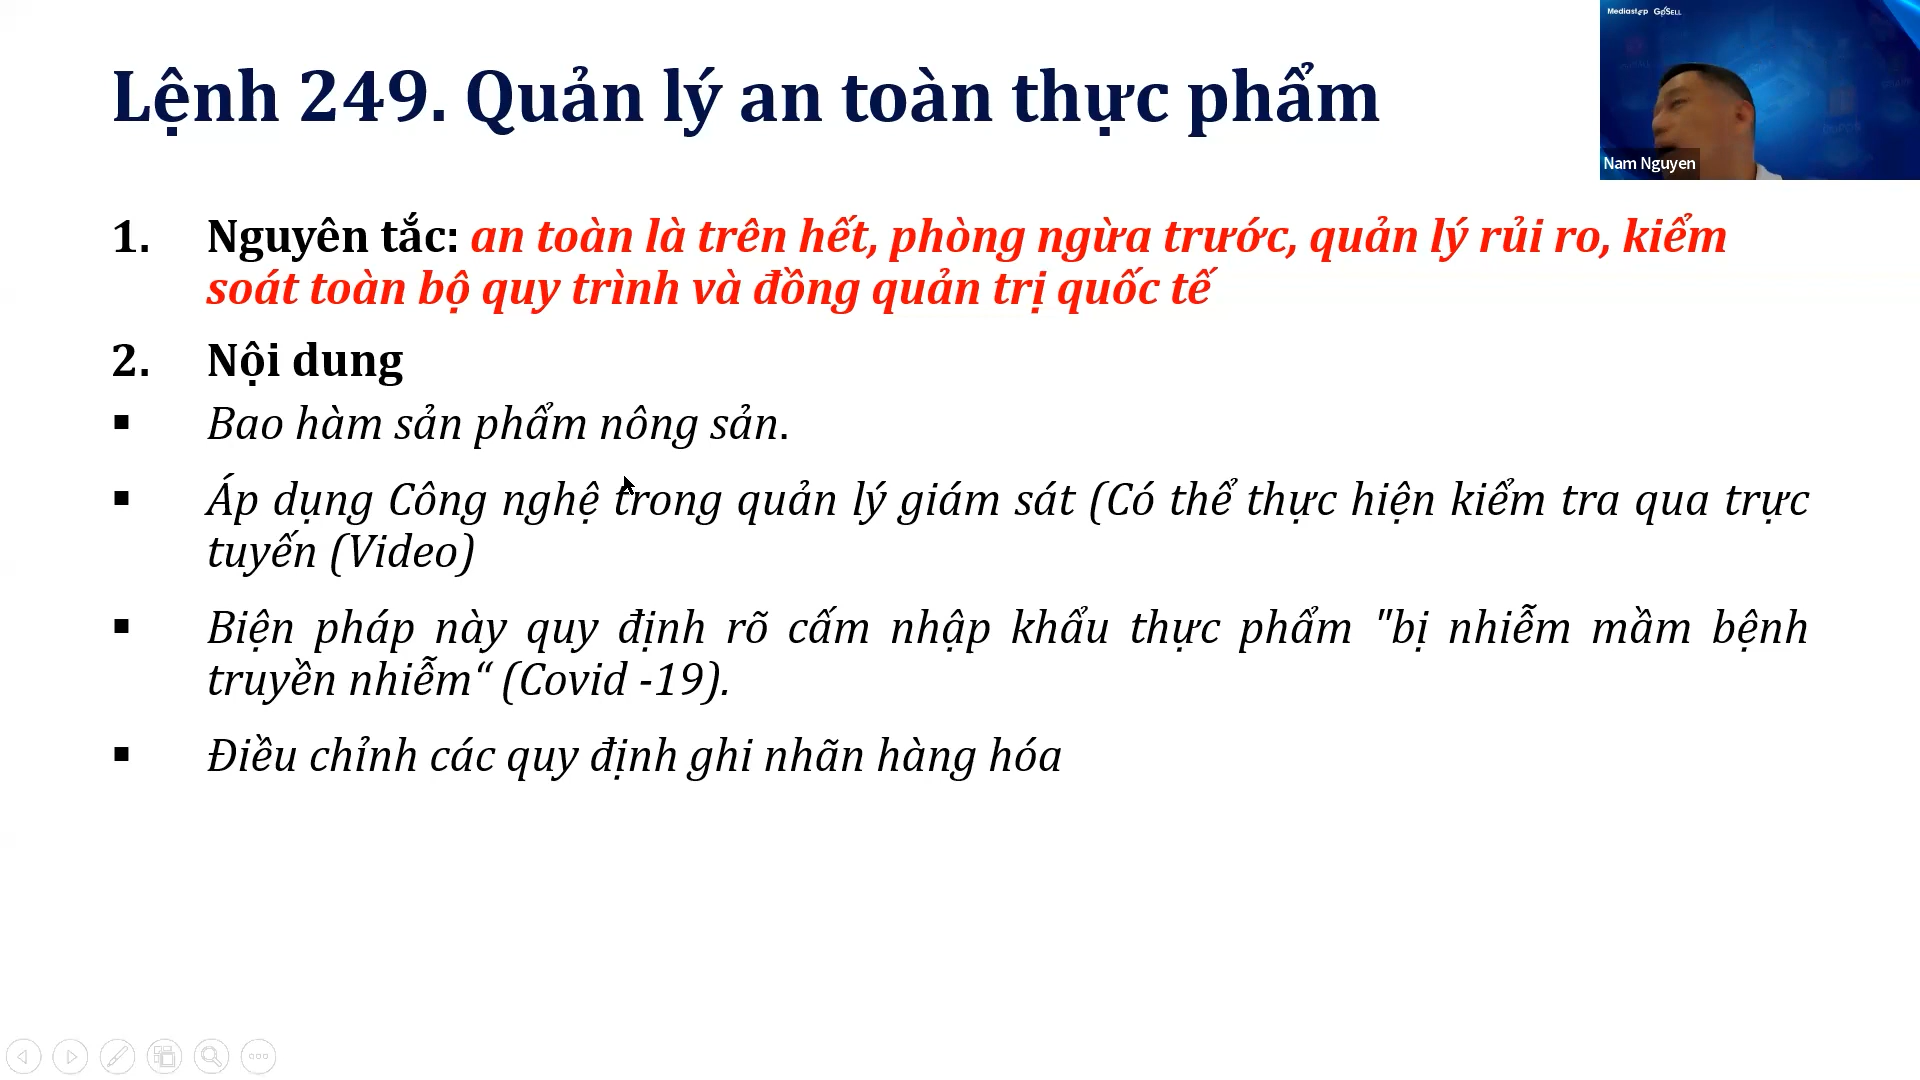 Mediastep GoSELL
Lệnh 249. Quản lý an toàn thực phẩm
Nam Nguyen
1. Nguyên tắc: an toàn là trên hết, phòng ngừa trước, quản lý rủi ro, kiểm
soát toàn bộ quy trình và đồng quản trị quốc tế
2. Nội dung
▪ Bao hàm sản phẩm nông sản.
▪ Áp dụng Công nghệ trong quản lý giám sát (Có thể thực hiện kiểm tra qua trực
tuyến (Video)
▪ Biện pháp này quy định rõ cấm nhập khẩu thực phẩm "bị nhiễm mầm bệnh
truyền nhiễm“ (Covid -19).
▪ Điều chỉnh các quy định ghi nhãn hàng hóa